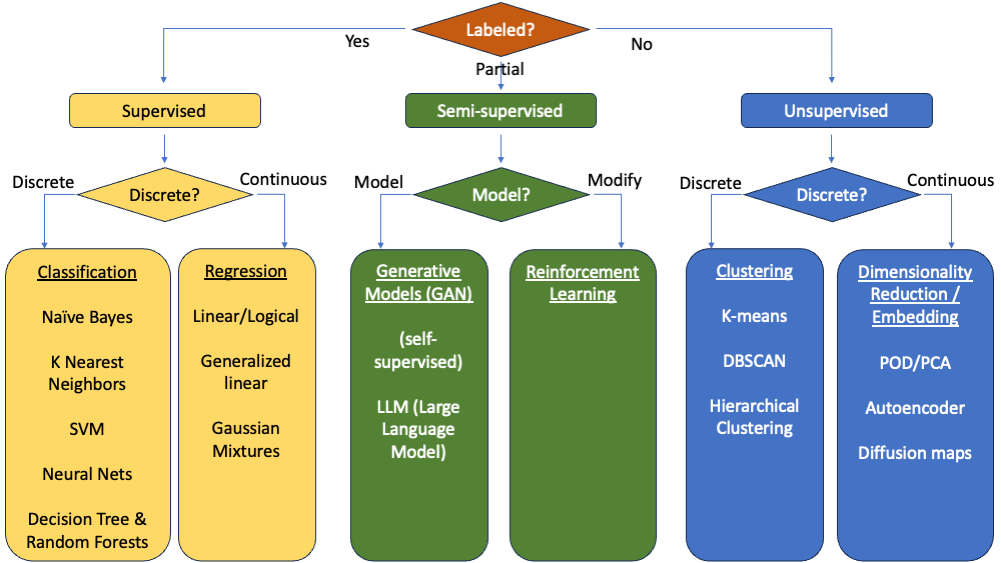 Labeled?
Yes
No
Partial
Supervised
Semi-supervised
Unsupervised
Discrete
Discrete?
Continuous
Model
Model?
Modify
Discrete
Discrete?
Continuous
Classification
Naïve Bayes
K Nearest
Neighbors
SVM
Neural Nets
Decision Tree &
Random Forests
Regression
Linear/Logical
Generalized
linear
Gaussian
Mixtures
Generative
Models (GAN)
(self-
supervised)
LLM (Large
Language
Model)
Reinforcement
Learning
Clustering
K-means
DBSCAN
Hierarchical
Clustering
Dimensionality
Reduction /
Embedding
POD/PCA
Autoencoder
Diffusion maps